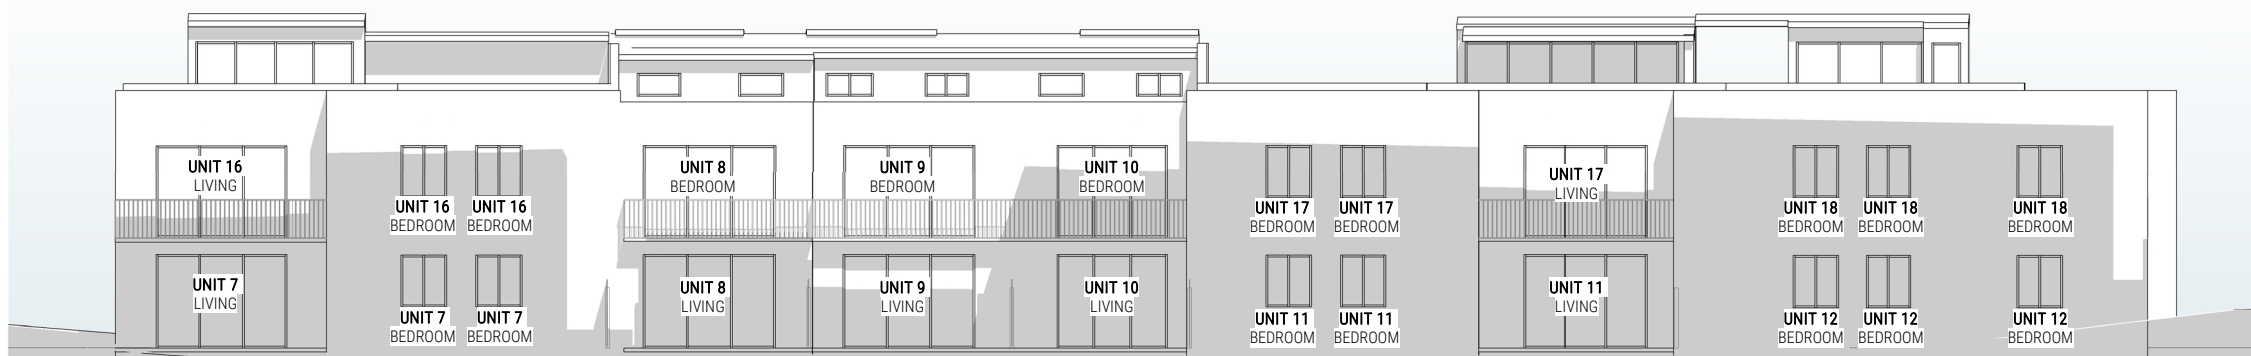 UNIT 16
LIVING
UNIT 16
BEDROOM
UNIT 16
BEDROOM
UNIT 8
BEDROOM
UNIT 9
BEDROOM
UNIT 10
BEDROOM
UNIT 17
BEDROOM
UNIT 17
BEDROOM
UNIT 17
LIVING
UNIT 18
BEDROOM
UNIT 18
BEDROOM
UNIT 18
BEDROOM
UNIT 7
LIVING
UNIT 7
BEDROOM
UNIT 7
BEDROOM
UNIT 8
LIVING
UNIT 9
LIVING
UNIT 10
LIVING
UNIT 11
BEDROOM
UNIT 11
BEDROOM
UNIT 11
LIVING
UNIT 12
BEDROOM
UNIT 12
BEDROOM
UNIT 12
BEDROOM